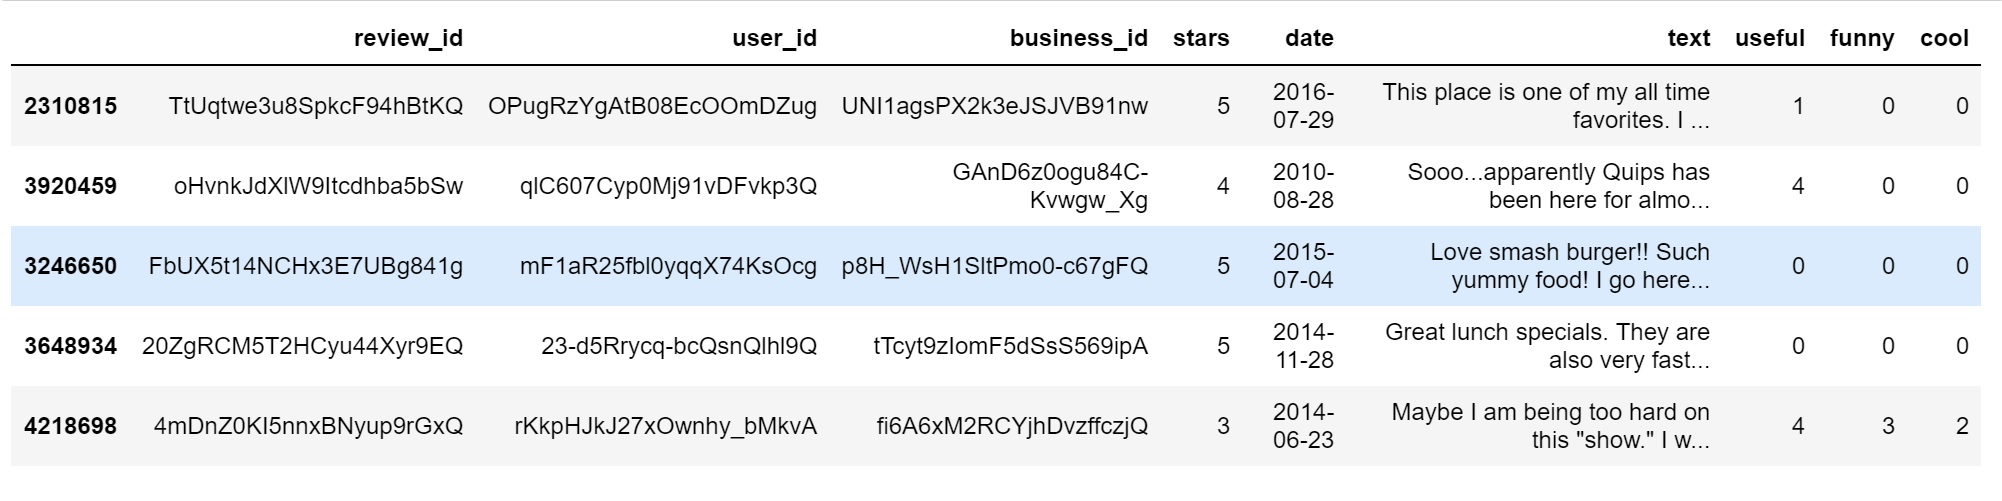 review_id user_id business_id stars date text useful funny cool
2310815 TtUqtwe3u8SpkcF94hBtKQ OPugRzYgAtB08EcOOmDZug UNI1agsPX2k3eJSJVB91nw 5 2016-07-29 This place is one of my all time favorites. I ... 1 0 0
3920459 oHvnkJdXlW9Itcdhba5bSw qlC607Cyp0Mj91vDFvkp3Q GAnD6z0ogu84C-Kvwgw_Xg 4 2010-08-28 Sooo...apparently Quips has been here for almo... 4 0 0
3246650 FbUX5t14NCHx3E7UBg841g mF1aR25fbl0yqqX74KsOcg p8H_WsH1SltPmo0-c67gFQ 5 2015-07-04 Love smash burger!! Such yummy food! I go here... 0 0 0
3648934 20ZgRCM5T2HCyu44Xyr9EQ 23-d5Rrycq-bcQsnQlhl9Q tTcyt9zIomF5dSsS569ipA 5 2014-11-28 Great lunch specials. They are also very fast... 0 0 0
4218698 4mDnZ0KI5nnxBNyup9rGxQ rKkpHJkJ27xOwnhy_bMkvA fi6A6xM2RCYjhDvzffczjQ 3 2014-06-23 Maybe I am being too hard on this "show." I w... 4 3 2